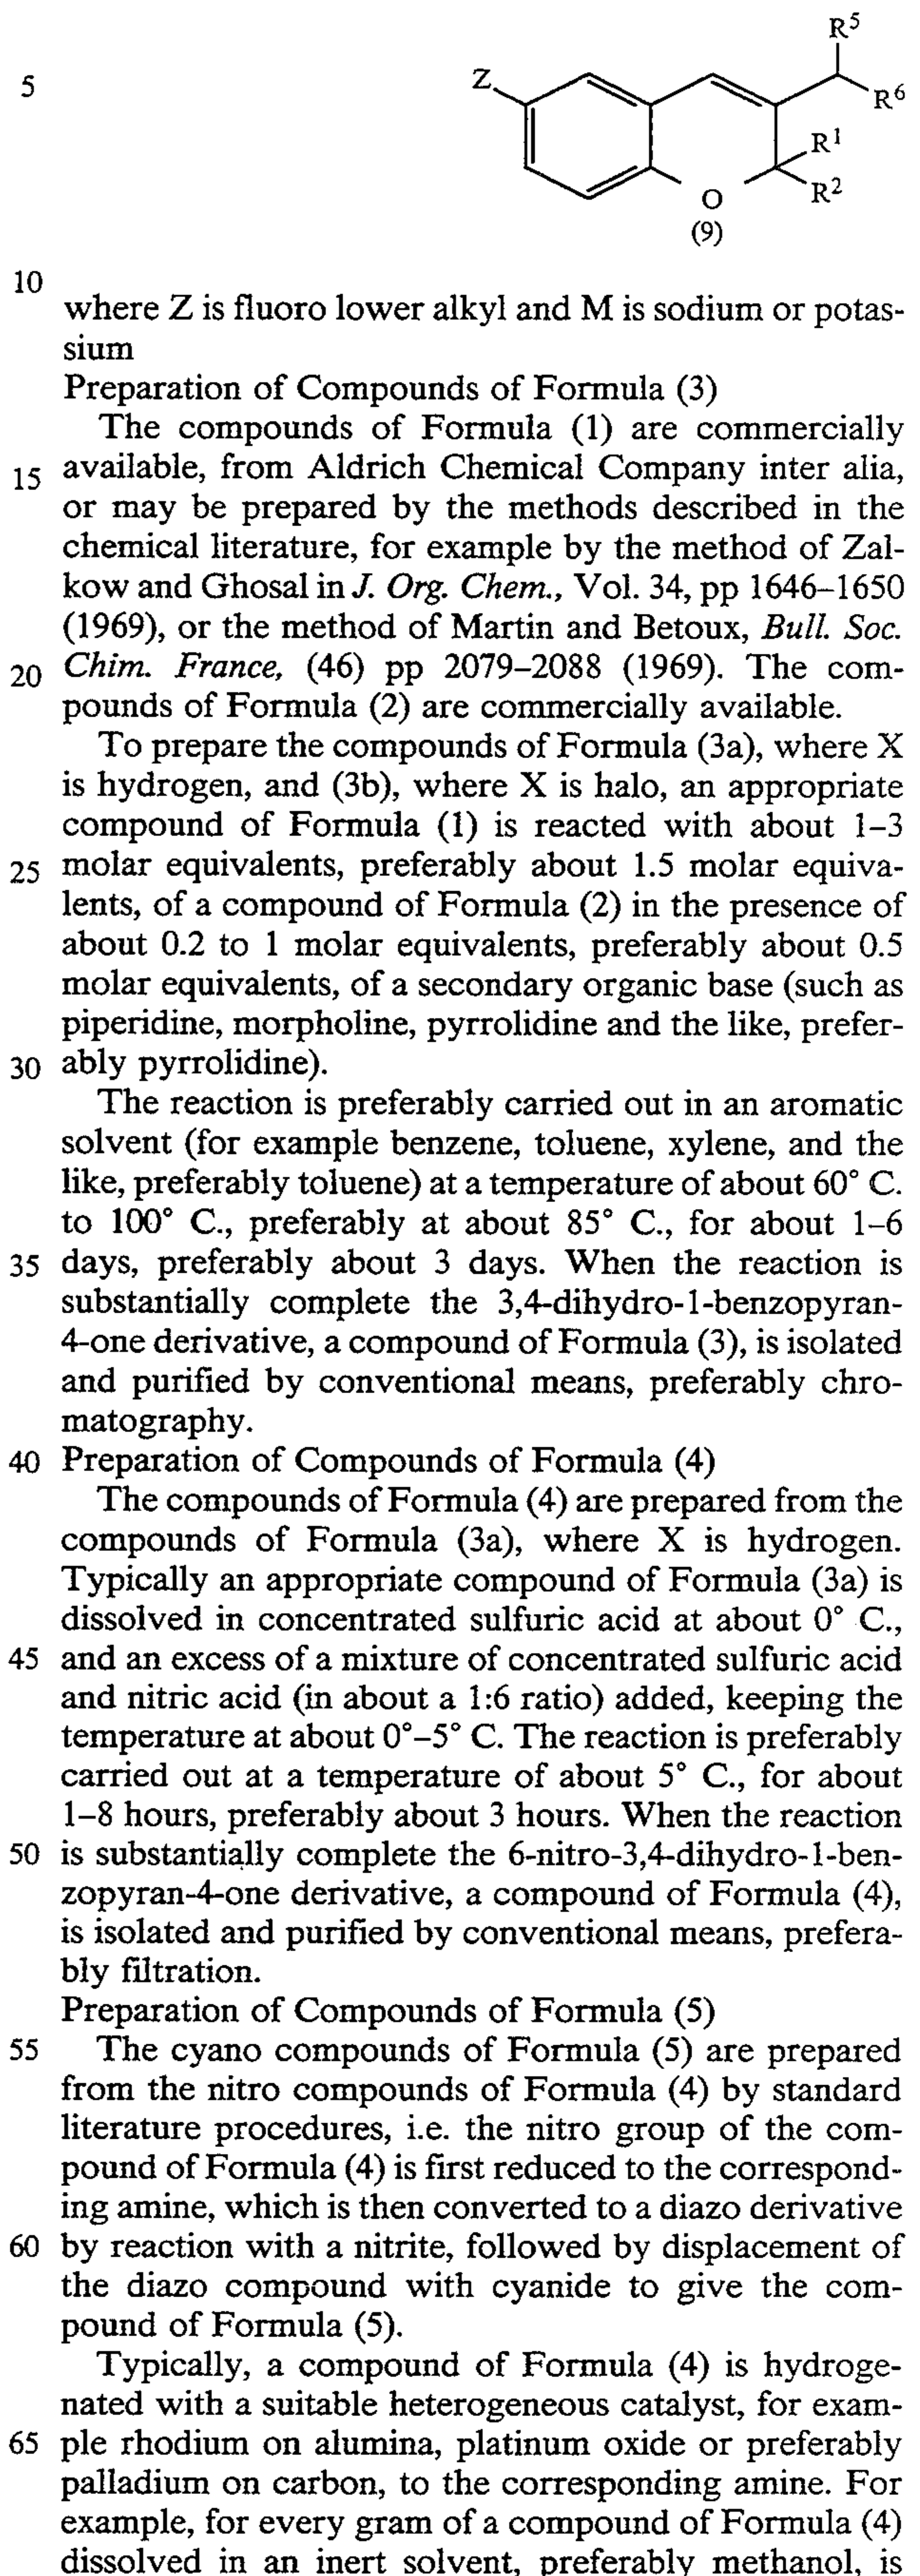 R5
5
Z
R6
R1
R2
O
(9)
10
where Z is fluoro lower alkyl and M is sodium or potas-
sium
Preparation of Compounds of Formula (3)
The compounds of Formula (1) are commercially
15 available, from Aldrich Chemical Company inter alia,
or may be prepared by the methods described in the
chemical literature, for example by the method of Zal-
kow and Ghosal in J. Org. Chem., Vol. 34, pp 1646–1650
(1969), or the method of Martin and Betoux, Bull. Soc.
20 Chim. France, (46) pp 2079–2088 (1969). The com-
pounds of Formula (2) are commercially available.
To prepare the compounds of Formula (3a), where X
is hydrogen, and (3b), where X is halo, an appropriate
compound of Formula (1) is reacted with about 1–3
25 molar equivalents, preferably about 1.5 molar equiva-
lents, of a compound of Formula (2) in the presence of
about 0.2 to 1 molar equivalents, preferably about 0.5
molar equivalents, of a secondary organic base (such as
piperidine, morpholine, pyrrolidine and the like, prefer-
30 ably pyrrolidine).
The reaction is preferably carried out in an aromatic
solvent (for example benzene, toluene, xylene, and the
like, preferably toluene) at a temperature of about 60° C.
to 100° C., preferably at about 85° C., for about 1–6
35 days, preferably about 3 days. When the reaction is
substantially complete the 3,4-dihydro-1-benzopyran-
4-one derivative, a compound of Formula (3), is isolated
and purified by conventional means, preferably chro-
matography.
40 Preparation of Compounds of Formula (4)
The compounds of Formula (4) are prepared from the
compounds of Formula (3a), where X is hydrogen.
Typically an appropriate compound of Formula (3a) is
dissolved in concentrated sulfuric acid at about 0° C.,
45 and an excess of a mixture of concentrated sulfuric acid
and nitric acid (in about a 1:6 ratio) added, keeping the
temperature at about 0°–5° C. The reaction is preferably
carried out at a temperature of about 5° C., for about
1–8 hours, preferably about 3 hours. When the reaction
50 is substantially complete the 6-nitro-3,4-dihydro-1-ben-
zopyran-4-one derivative, a compound of Formula (4),
is isolated and purified by conventional means, prefera-
bly filtration.
Preparation of Compounds of Formula (5)
55 The cyano compounds of Formula (5) are prepared
from the nitro compounds of Formula (4) by standard
literature procedures, i.e. the nitro group of the com-
pound of Formula (4) is first reduced to the correspond-
ing amine, which is then converted to a diazo derivative
60 by reaction with a nitrite, followed by displacement of
the diazo compound with cyanide to give the com-
pound of Formula (5).
Typically, a compound of Formula (4) is hydroge-
nated with a suitable heterogeneous catalyst, for exam-
65 ple rhodium on alumina, platinum oxide or preferably
palladium on carbon, to the corresponding amine. For
example, for every gram of a compound of Formula (4)
dissolved in an inert solvent, preferably methanol, is